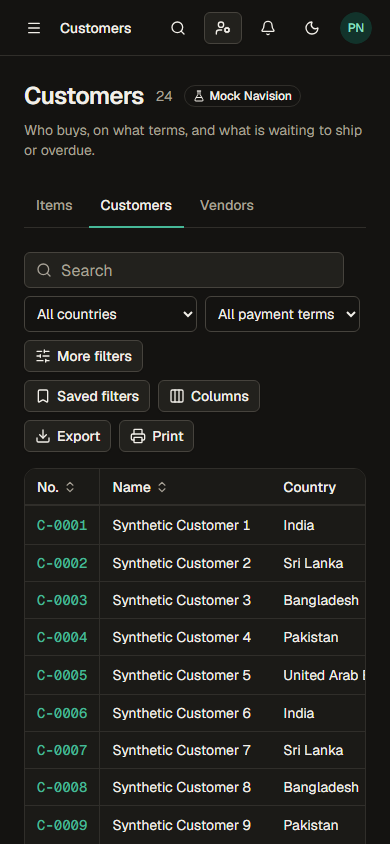 Customers
PN
Customers 24 Mock Navision
Who buys, on what terms, and what is waiting to ship
or overdue.
Items Customers Vendors
Search
All countries All payment terms
More filters
Saved filters Columns
Export Print
No. Name Country
C-0001 Synthetic Customer 1 India
C-0002 Synthetic Customer 2 Sri Lanka
C-0003 Synthetic Customer 3 Bangladesh
C-0004 Synthetic Customer 4 Pakistan
C-0005 Synthetic Customer 5 United Arab
C-0006 Synthetic Customer 6 India
C-0007 Synthetic Customer 7 Sri Lanka
C-0008 Synthetic Customer 8 Bangladesh
C-0009 Synthetic Customer 9 Pakistan